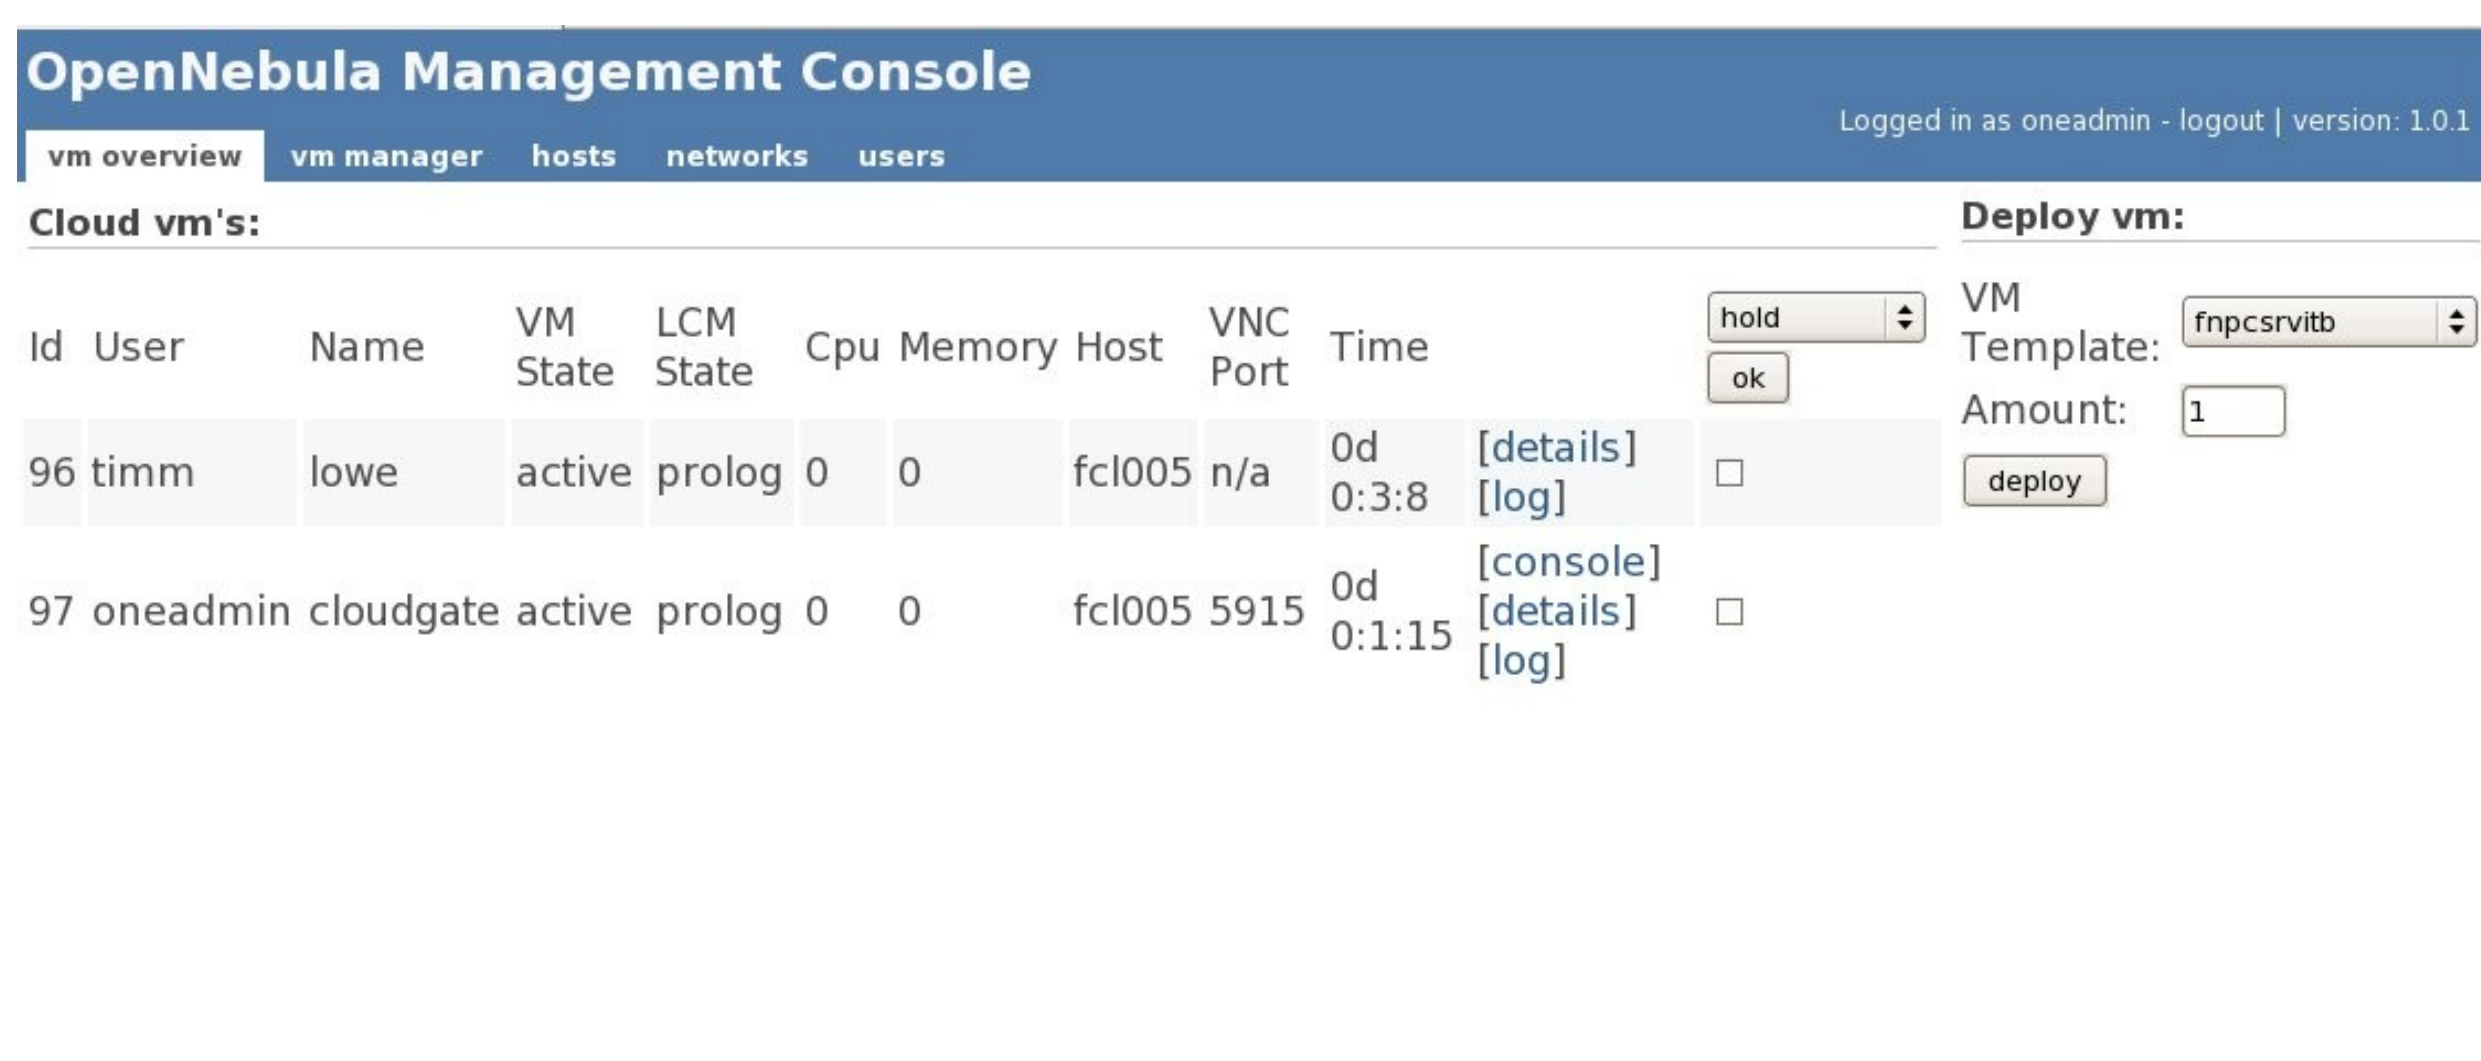 OpenNebula Management Console
Logged in as oneadmin - logout | version: 1.0.1
vm overview vm manager hosts networks users
Cloud vm's:
Id User Name VM State LCM State Cpu Memory Host VNC Port Time hold
ok
96 timm lowe active prolog 0 0 fcl005 n/a 0d 0:3:8 [details] [log]
97 oneadmin cloudgate active prolog 0 0 fcl005 5915 0d 0:1:15 [console] [details] [log]
Deploy vm:
VM Template: fnpcsrvitb
Amount: 1
deploy